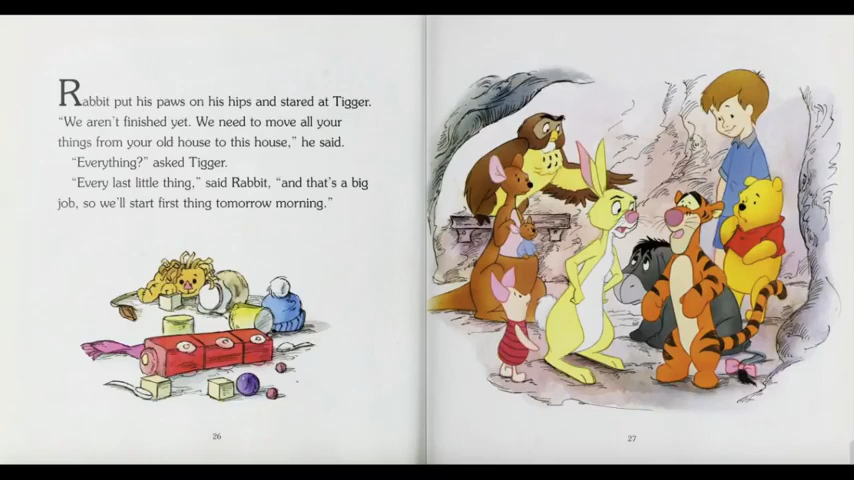 Rabbit put his paws on his hips and stared at Tigger.
“We aren’t finished yet. We need to move all your
things from your old house to this house,” he said.
“Everything?” asked Tigger.
“Every last little thing,” said Rabbit, “and that’s a big
job, so we’ll start first thing tomorrow morning.”
26
27